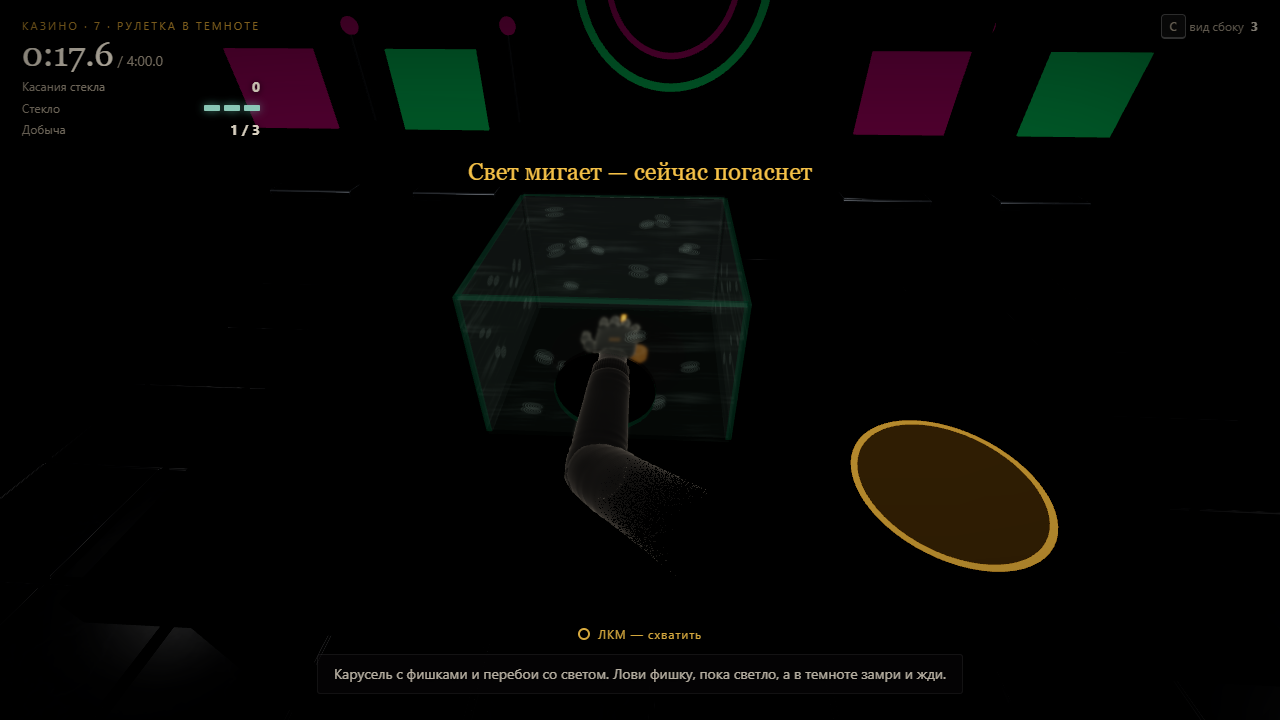 КАЗИНО · 7 · РУЛЕТКА В ТЕМНОТЕ
0:17.6 / 4:00.0
Касания стекла 0
Стекло
Добыча 1 / 3
C вид сбоку 3
Свет мигает — сейчас погаснет
ЛКМ — схватить
Карусель с фишками и перебои со светом. Лови фишку, пока светло, а в темноте замри и жди.